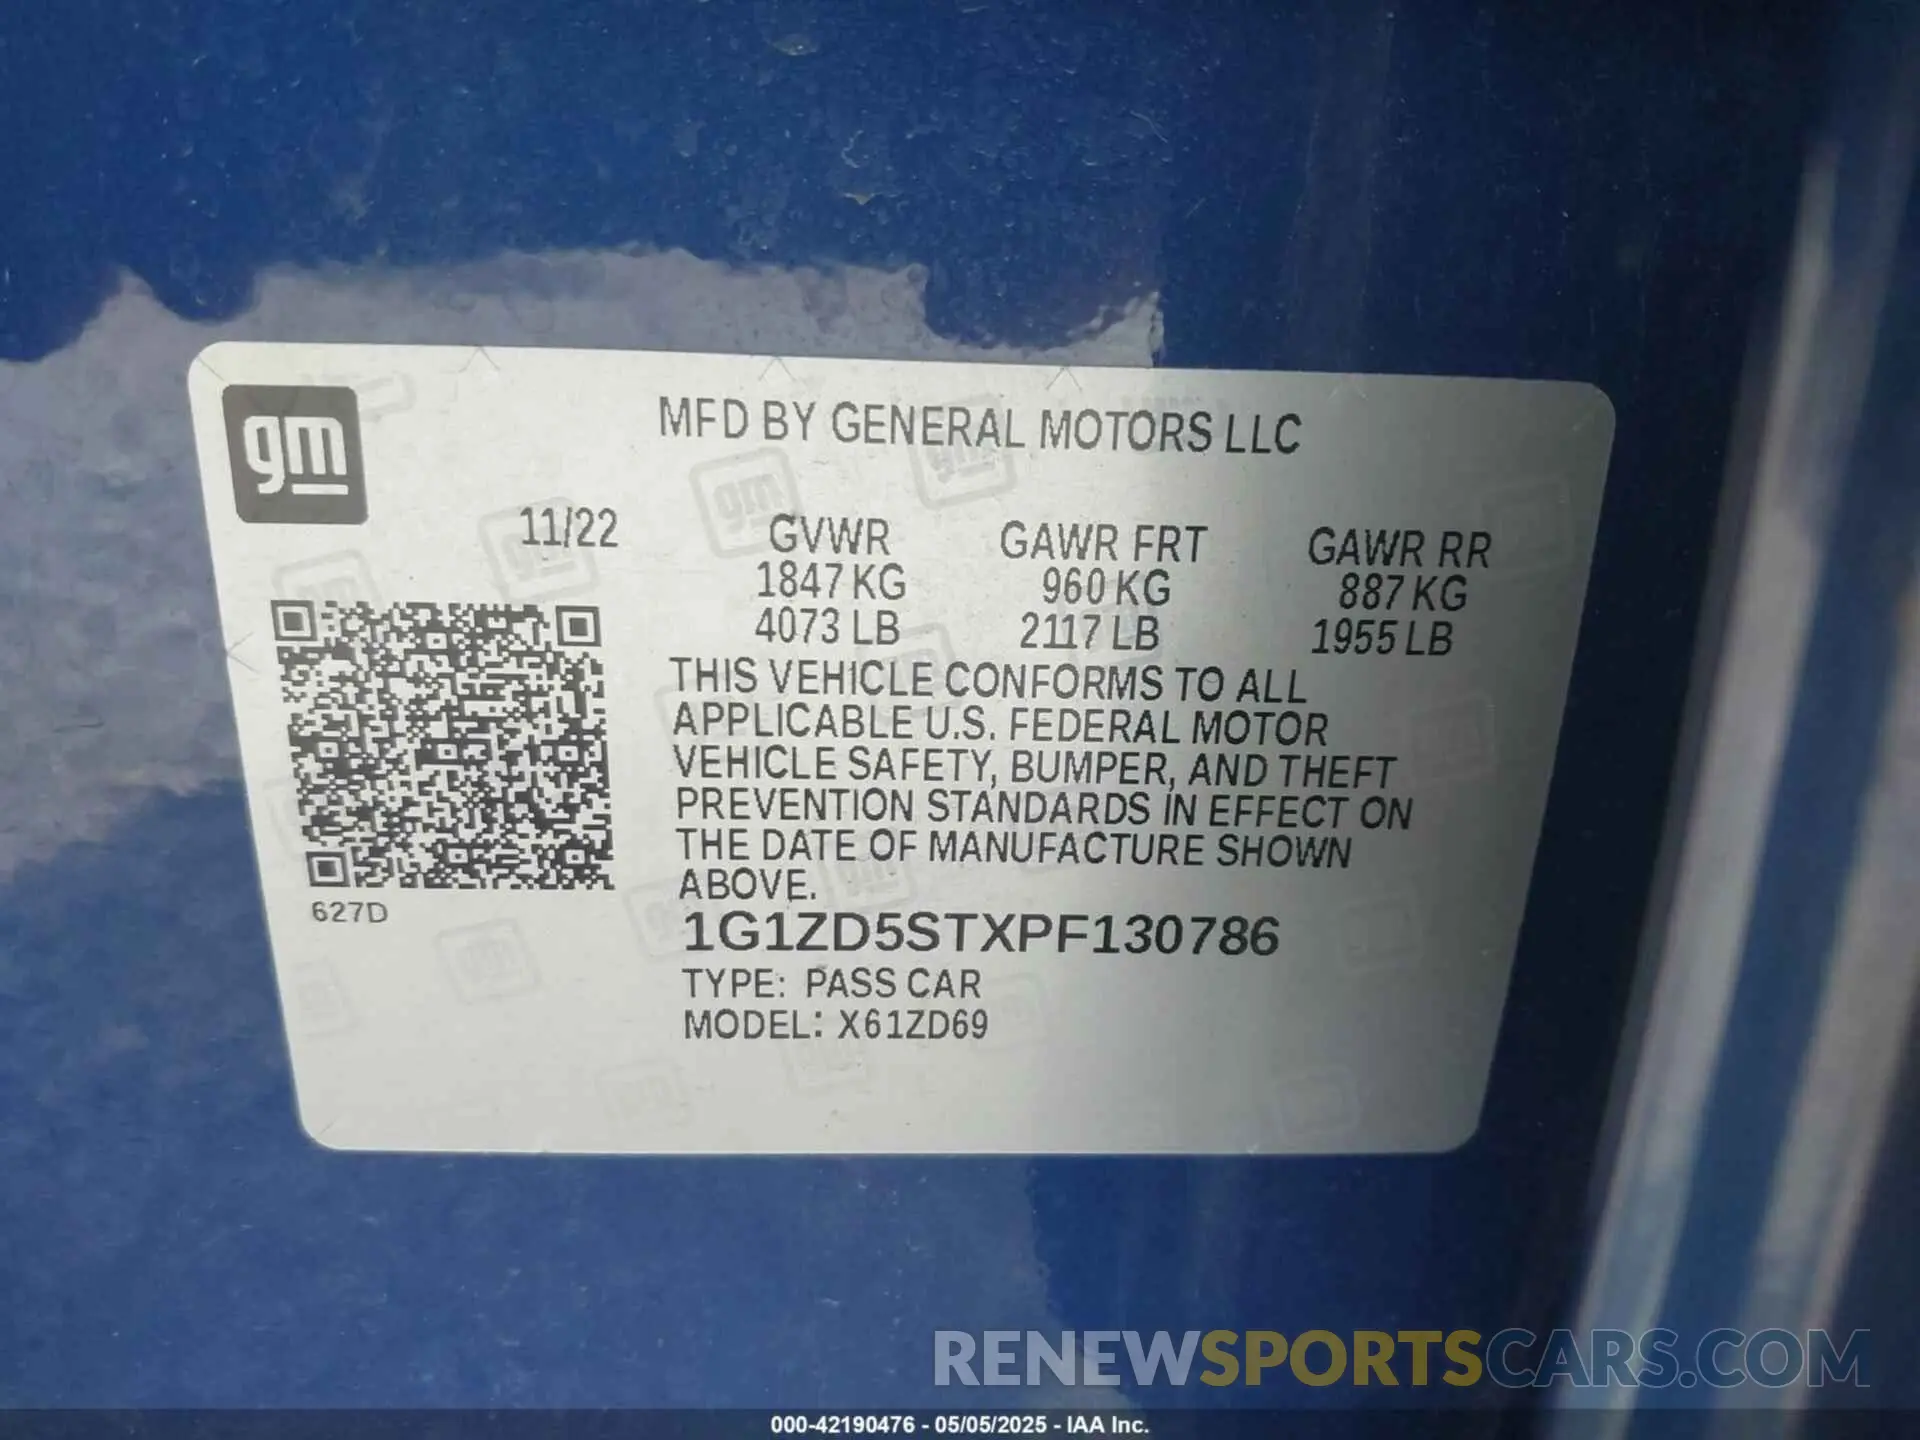 gm
MFD BY GENERAL MOTORS LLC
11/22 GVWR GAWR FRT GAWR RR
1847 KG 960 KG 887 KG
4073 LB 2117 LB 1955 LB
THIS VEHICLE CONFORMS TO ALL
APPLICABLE U.S. FEDERAL MOTOR
VEHICLE SAFETY, BUMPER, AND THEFT
PREVENTION STANDARDS IN EFFECT ON
THE DATE OF MANUFACTURE SHOWN
ABOVE.
627D
1G1ZD5STXPF130786
TYPE: PASS CAR
MODEL: X61ZD69
RENEWSPORTSCARS.COM
000-42190476 - 05/05/2025 - IAA Inc.